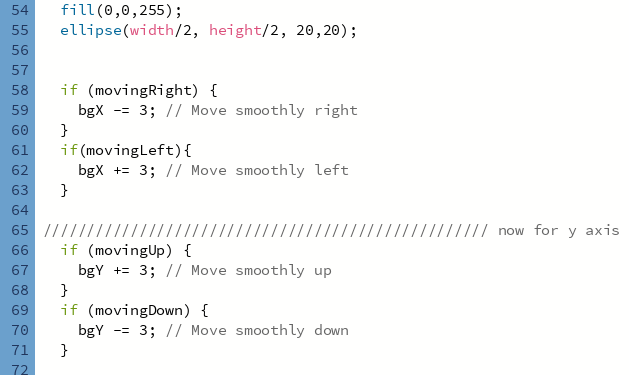 54 fill(0,0,255);
55 ellipse(width/2, height/2, 20,20);
56
57
58 if (movingRight) {
59 bgX -= 3; // Move smoothly right
60 }
61 if(movingLeft){
62 bgX += 3; // Move smoothly left
63 }
64
65 /////////////////////////////////////////////////// now for y axis
66 if (movingUp) {
67 bgY += 3; // Move smoothly up
68 }
69 if (movingDown) {
70 bgY -= 3; // Move smoothly down
71 }
72